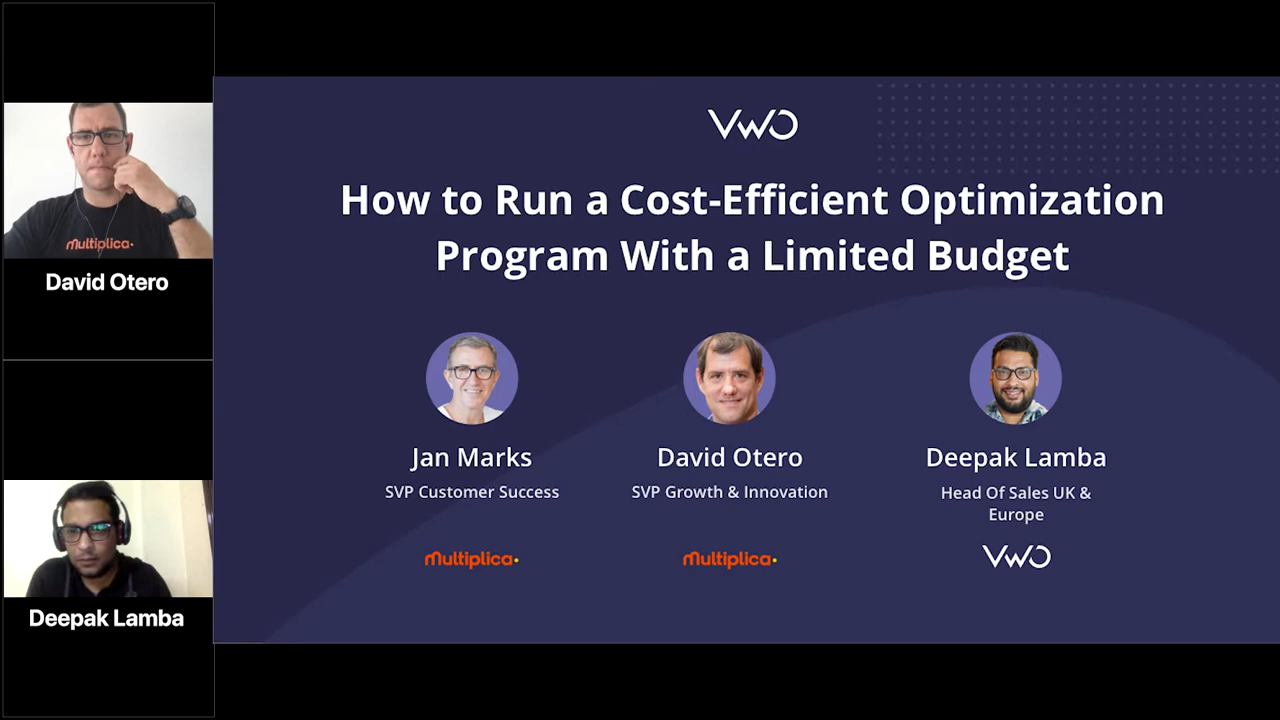 multiplica
David Otero
Deepak Lamba
VWO
How to Run a Cost-Efficient Optimization
Program With a Limited Budget
Jan Marks
SVP Customer Success
multiplica
David Otero
SVP Growth & Innovation
multiplica
Deepak Lamba
Head Of Sales UK &
Europe
VWO